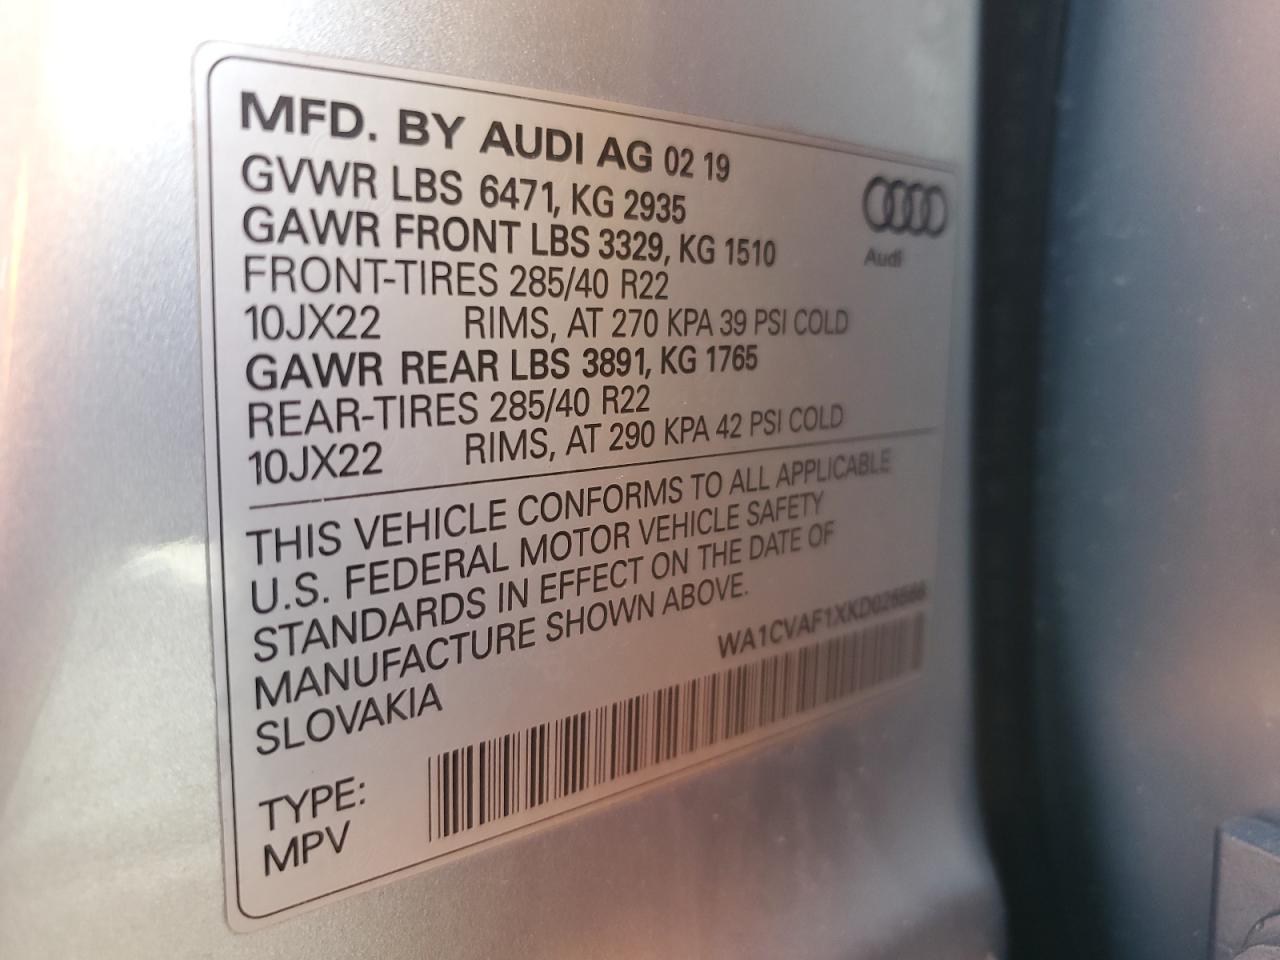 MFD. BY AUDI AG 02 19
GVWR LBS 6471, KG 2935
GAWR FRONT LBS 3329, KG 1510
FRONT-TIRES 285/40 R22
10JX22 RIMS, AT 270 KPA 39 PSI COLD
GAWR REAR LBS 3891, KG 1765
REAR-TIRES 285/40 R22
10JX22 RIMS, AT 290 KPA 42 PSI COLD
Audi
THIS VEHICLE CONFORMS TO ALL APPLICABLE
U.S. FEDERAL MOTOR VEHICLE SAFETY
STANDARDS IN EFFECT ON THE DATE OF
MANUFACTURE SHOWN ABOVE.
SLOVAKIA
TYPE:
MPV